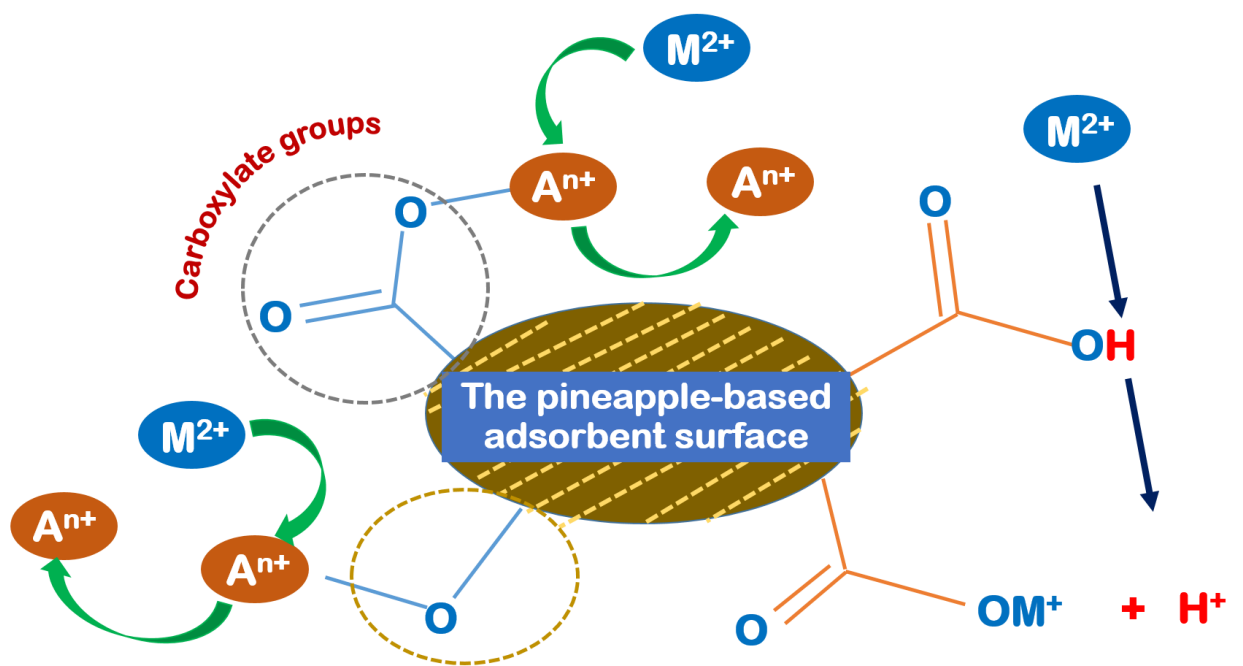 M²⁺
Carboxylate groups
M²⁺
Aⁿ⁺
Aⁿ⁺
O
O
O
OH
The pineapple-based
adsorbent surface
M²⁺
Aⁿ⁺
Aⁿ⁺
O
O
OM⁺ + H⁺